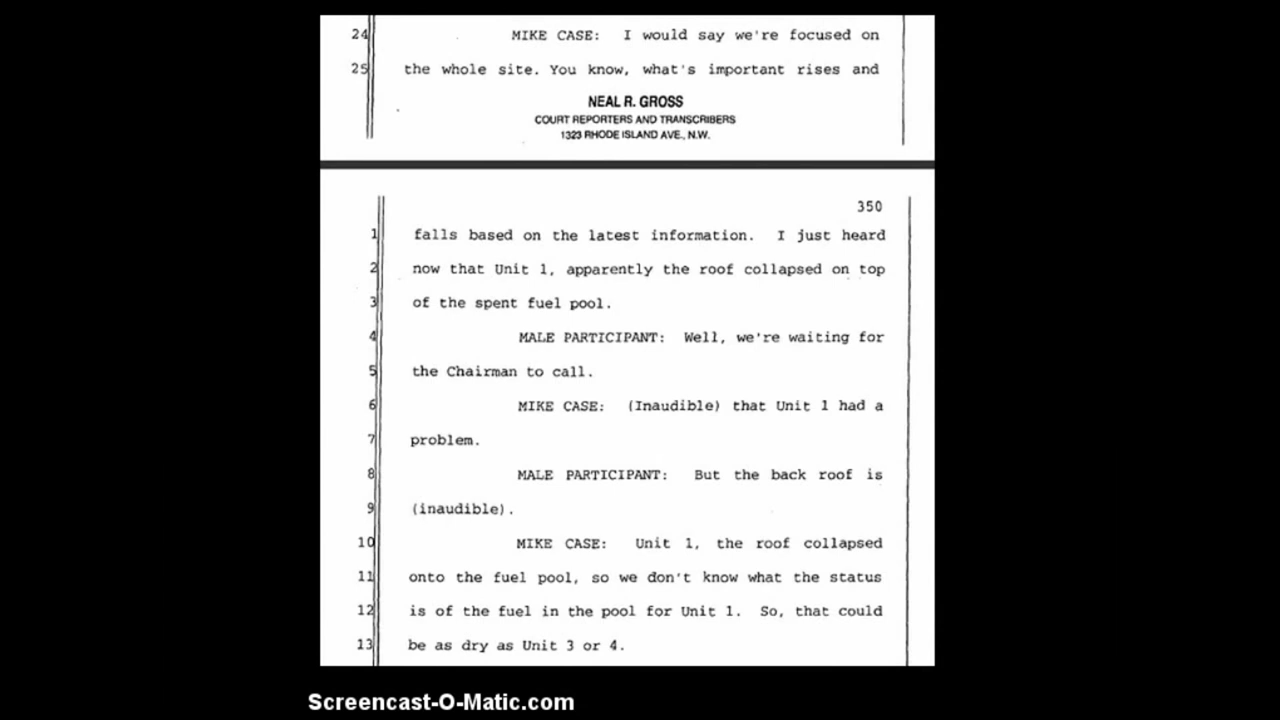 24 MIKE CASE: I would say we're focused on
25 the whole site. You know, what's important rises and
NEAL R. GROSS
COURT REPORTERS AND TRANSCRIBERS
1323 RHODE ISLAND AVE., N.W.
350
1 falls based on the latest information. I just heard
2 now that Unit 1, apparently the roof collapsed on top
3 of the spent fuel pool.
4 MALE PARTICIPANT: Well, we're waiting for
5 the Chairman to call.
6 MIKE CASE: (Inaudible) that Unit 1 had a
7 problem.
8 MALE PARTICIPANT: But the back roof is
9 (inaudible).
10 MIKE CASE: Unit 1, the roof collapsed
11 onto the fuel pool, so we don't know what the status
12 is of the fuel in the pool for Unit 1. So, that could
13 be as dry as Unit 3 or 4.
Screencast-O-Matic.com